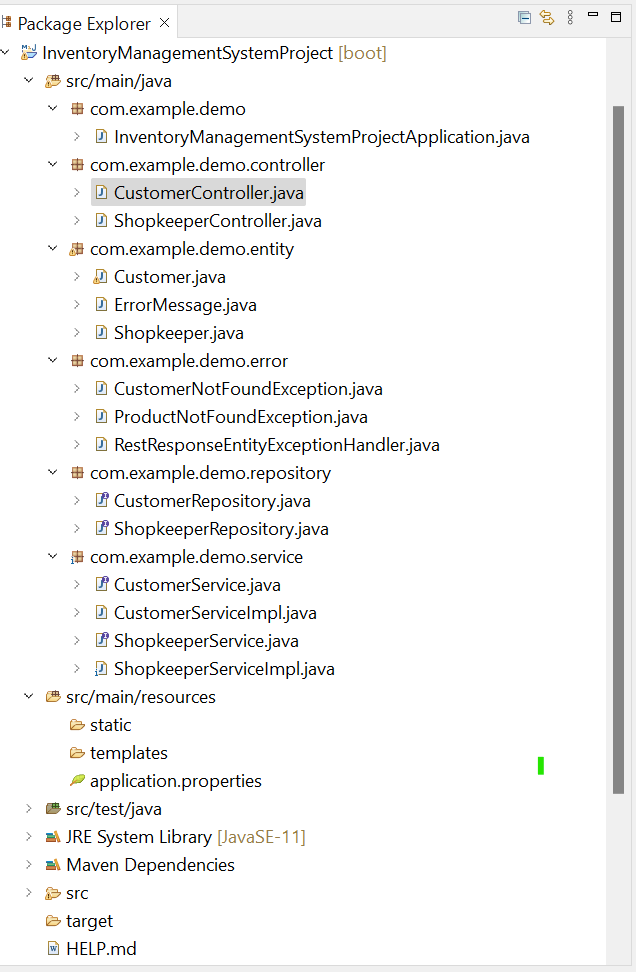 Package Explorer
InventoryManagementSystemProject [boot]
src/main/java
com.example.demo
InventoryManagementSystemProjectApplication.java
com.example.demo.controller
CustomerController.java
ShopkeeperController.java
com.example.demo.entity
Customer.java
ErrorMessage.java
Shopkeeper.java
com.example.demo.error
CustomerNotFoundException.java
ProductNotFoundException.java
RestResponseEntityExceptionHandler.java
com.example.demo.repository
CustomerRepository.java
ShopkeeperRepository.java
com.example.demo.service
CustomerService.java
CustomerServiceImpl.java
ShopkeeperService.java
ShopkeeperServiceImpl.java
src/main/resources
static
templates
application.properties
src/test/java
JRE System Library [JavaSE-11]
Maven Dependencies
src
target
HELP.md